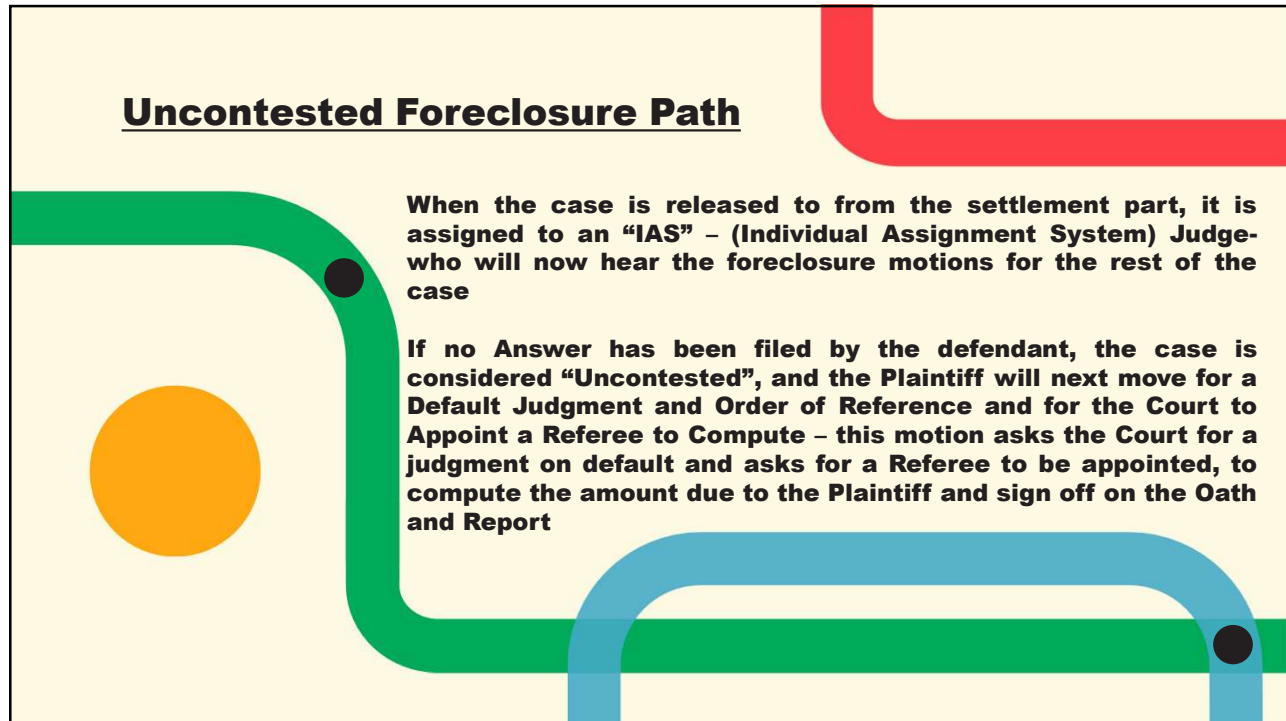 Uncontested Foreclosure Path
When the case is released to from the settlement part, it is
assigned to an “IAS” – (Individual Assignment System) Judge-
who will now hear the foreclosure motions for the rest of the
case
If no Answer has been filed by the defendant, the case is
considered “Uncontested”, and the Plaintiff will next move for a
Default Judgment and Order of Reference and for the Court to
Appoint a Referee to Compute – this motion asks the Court for a
judgment on default and asks for a Referee to be appointed, to
compute the amount due to the Plaintiff and sign off on the Oath
and Report